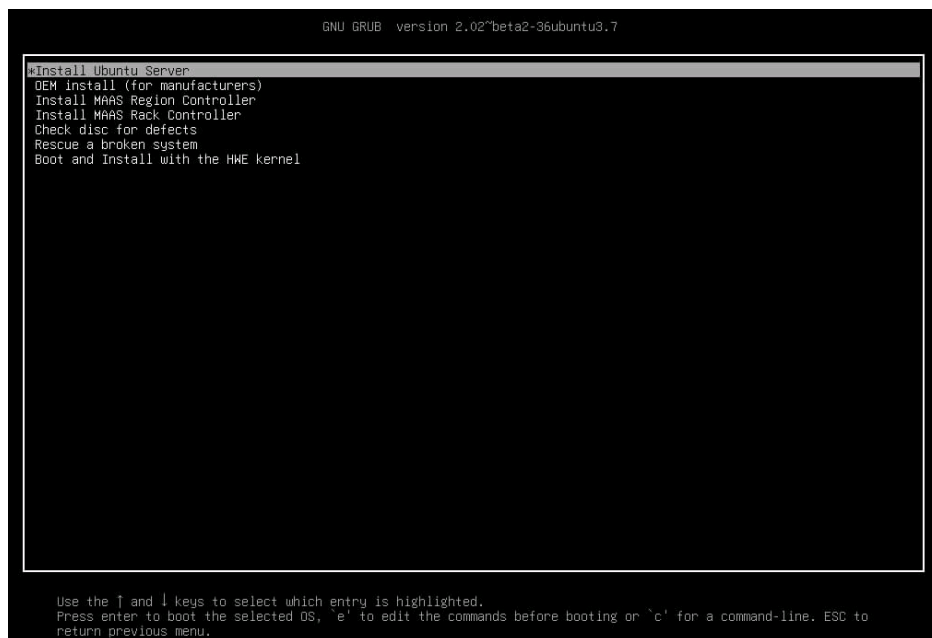 GNU GRUB  version 2.02~beta2-36ubuntu3.7
*Install Ubuntu Server
OEM install (for manufacturers)
Install MAAS Region Controller
Install MAAS Rack Controller
Check disc for defects
Rescue a broken system
Boot and Install with the HWE kernel
Use the ↑ and ↓ keys to select which entry is highlighted.
Press enter to boot the selected OS, `e' to edit the commands before booting or `c' for a command-line. ESC to
return previous menu.